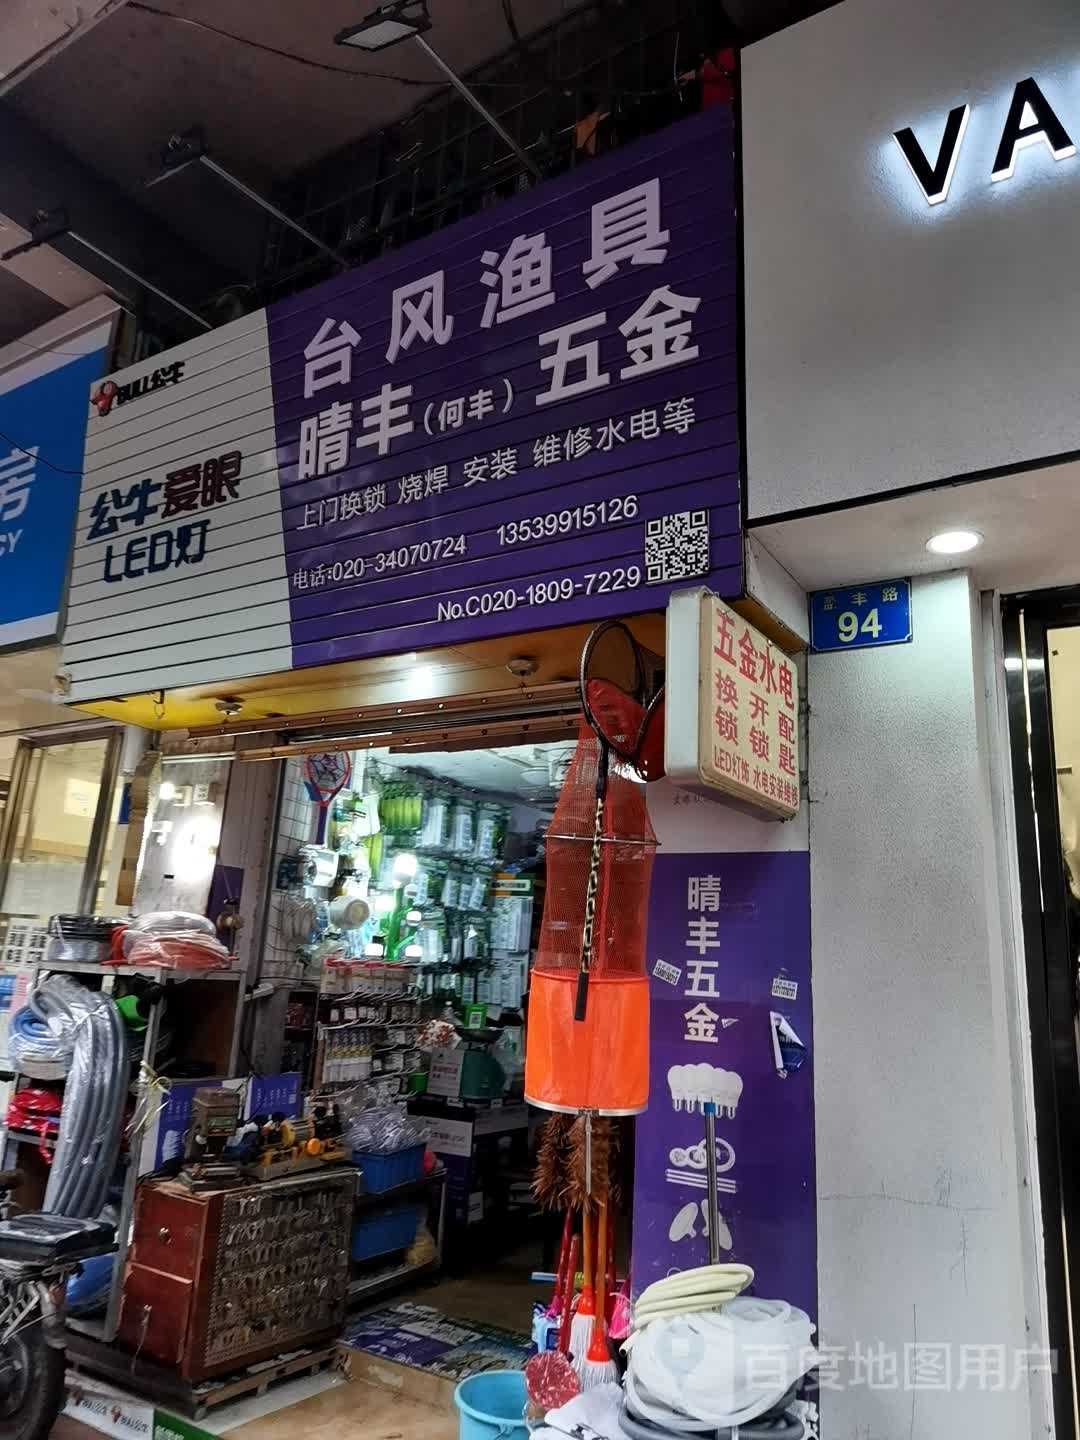 VA
台风渔具
晴丰（何丰）五金
上门换锁 烧焊 安装 维修水电等
电话:020-34070724 13539915126
No.C020-1809-7229
BULL公牛
公牛爱眼
LED灯
房
CY
盈丰路
94
五金水电
换锁 开锁 配匙
LED灯饰 水电安装维修
晴丰五金
百度地图用户